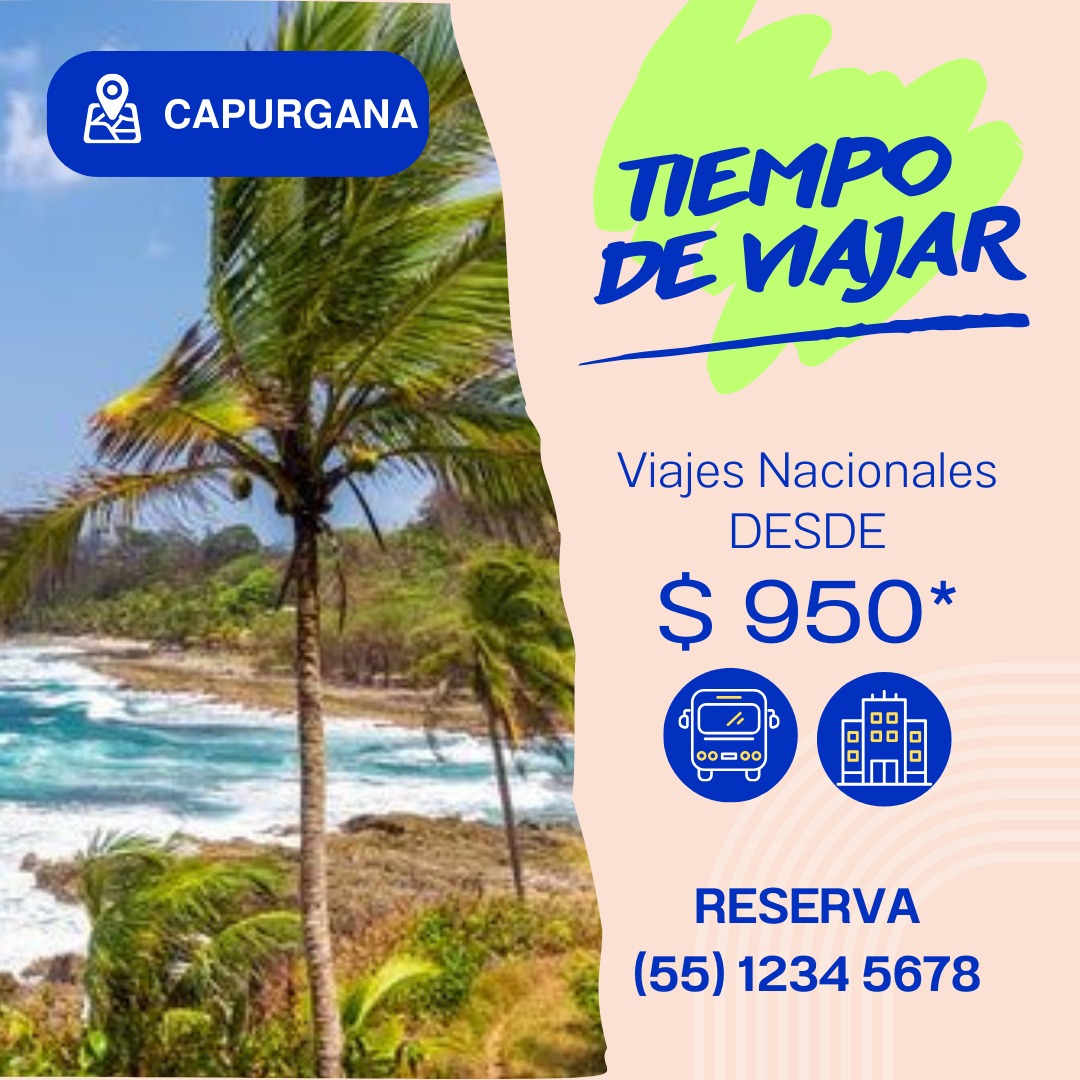 CAPURGANA
TIEMPO
DE VIAJAR
Viajes Nacionales
DESDE
$ 950*
RESERVA
(55) 1234 5678